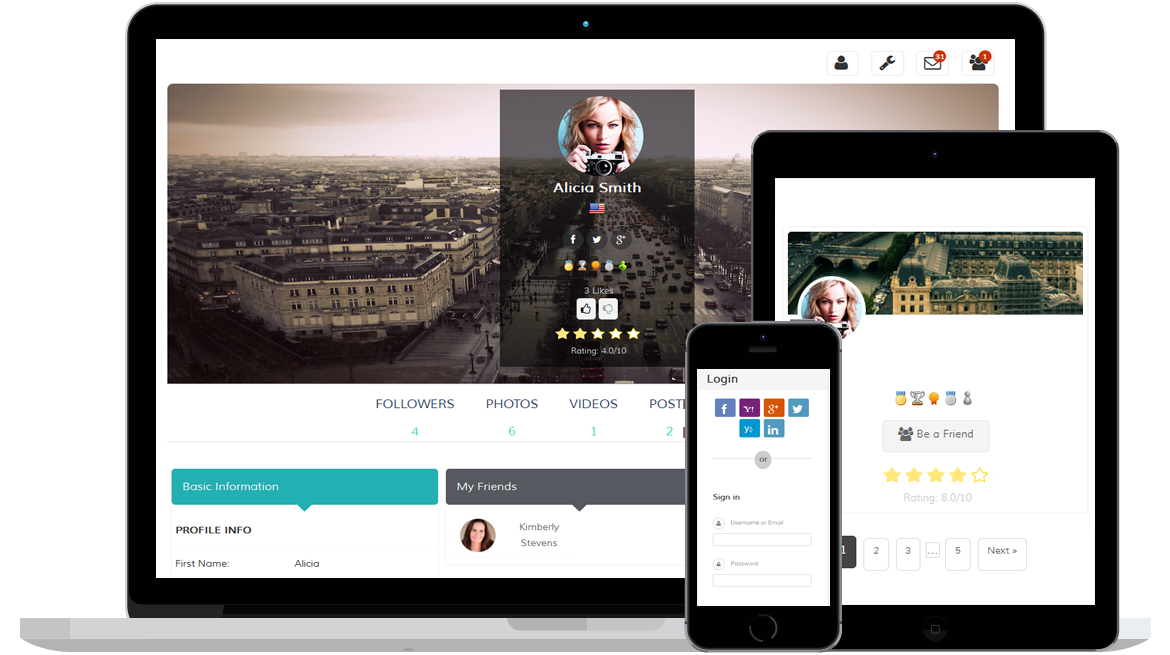 31
1
Alicia Smith
3 Likes
Rating: 4.0/10
FOLLOWERS PHOTOS VIDEOS POST
4 6 1 2
Basic Information
My Friends
PROFILE INFO
Kimberly
Stevens
First Name: Alicia
Be a Friend
Rating: 8.0/10
1 2 3 ... 5 Next »
Login
f Y! g+
y; in
or
Sign in
Username or Email
Password